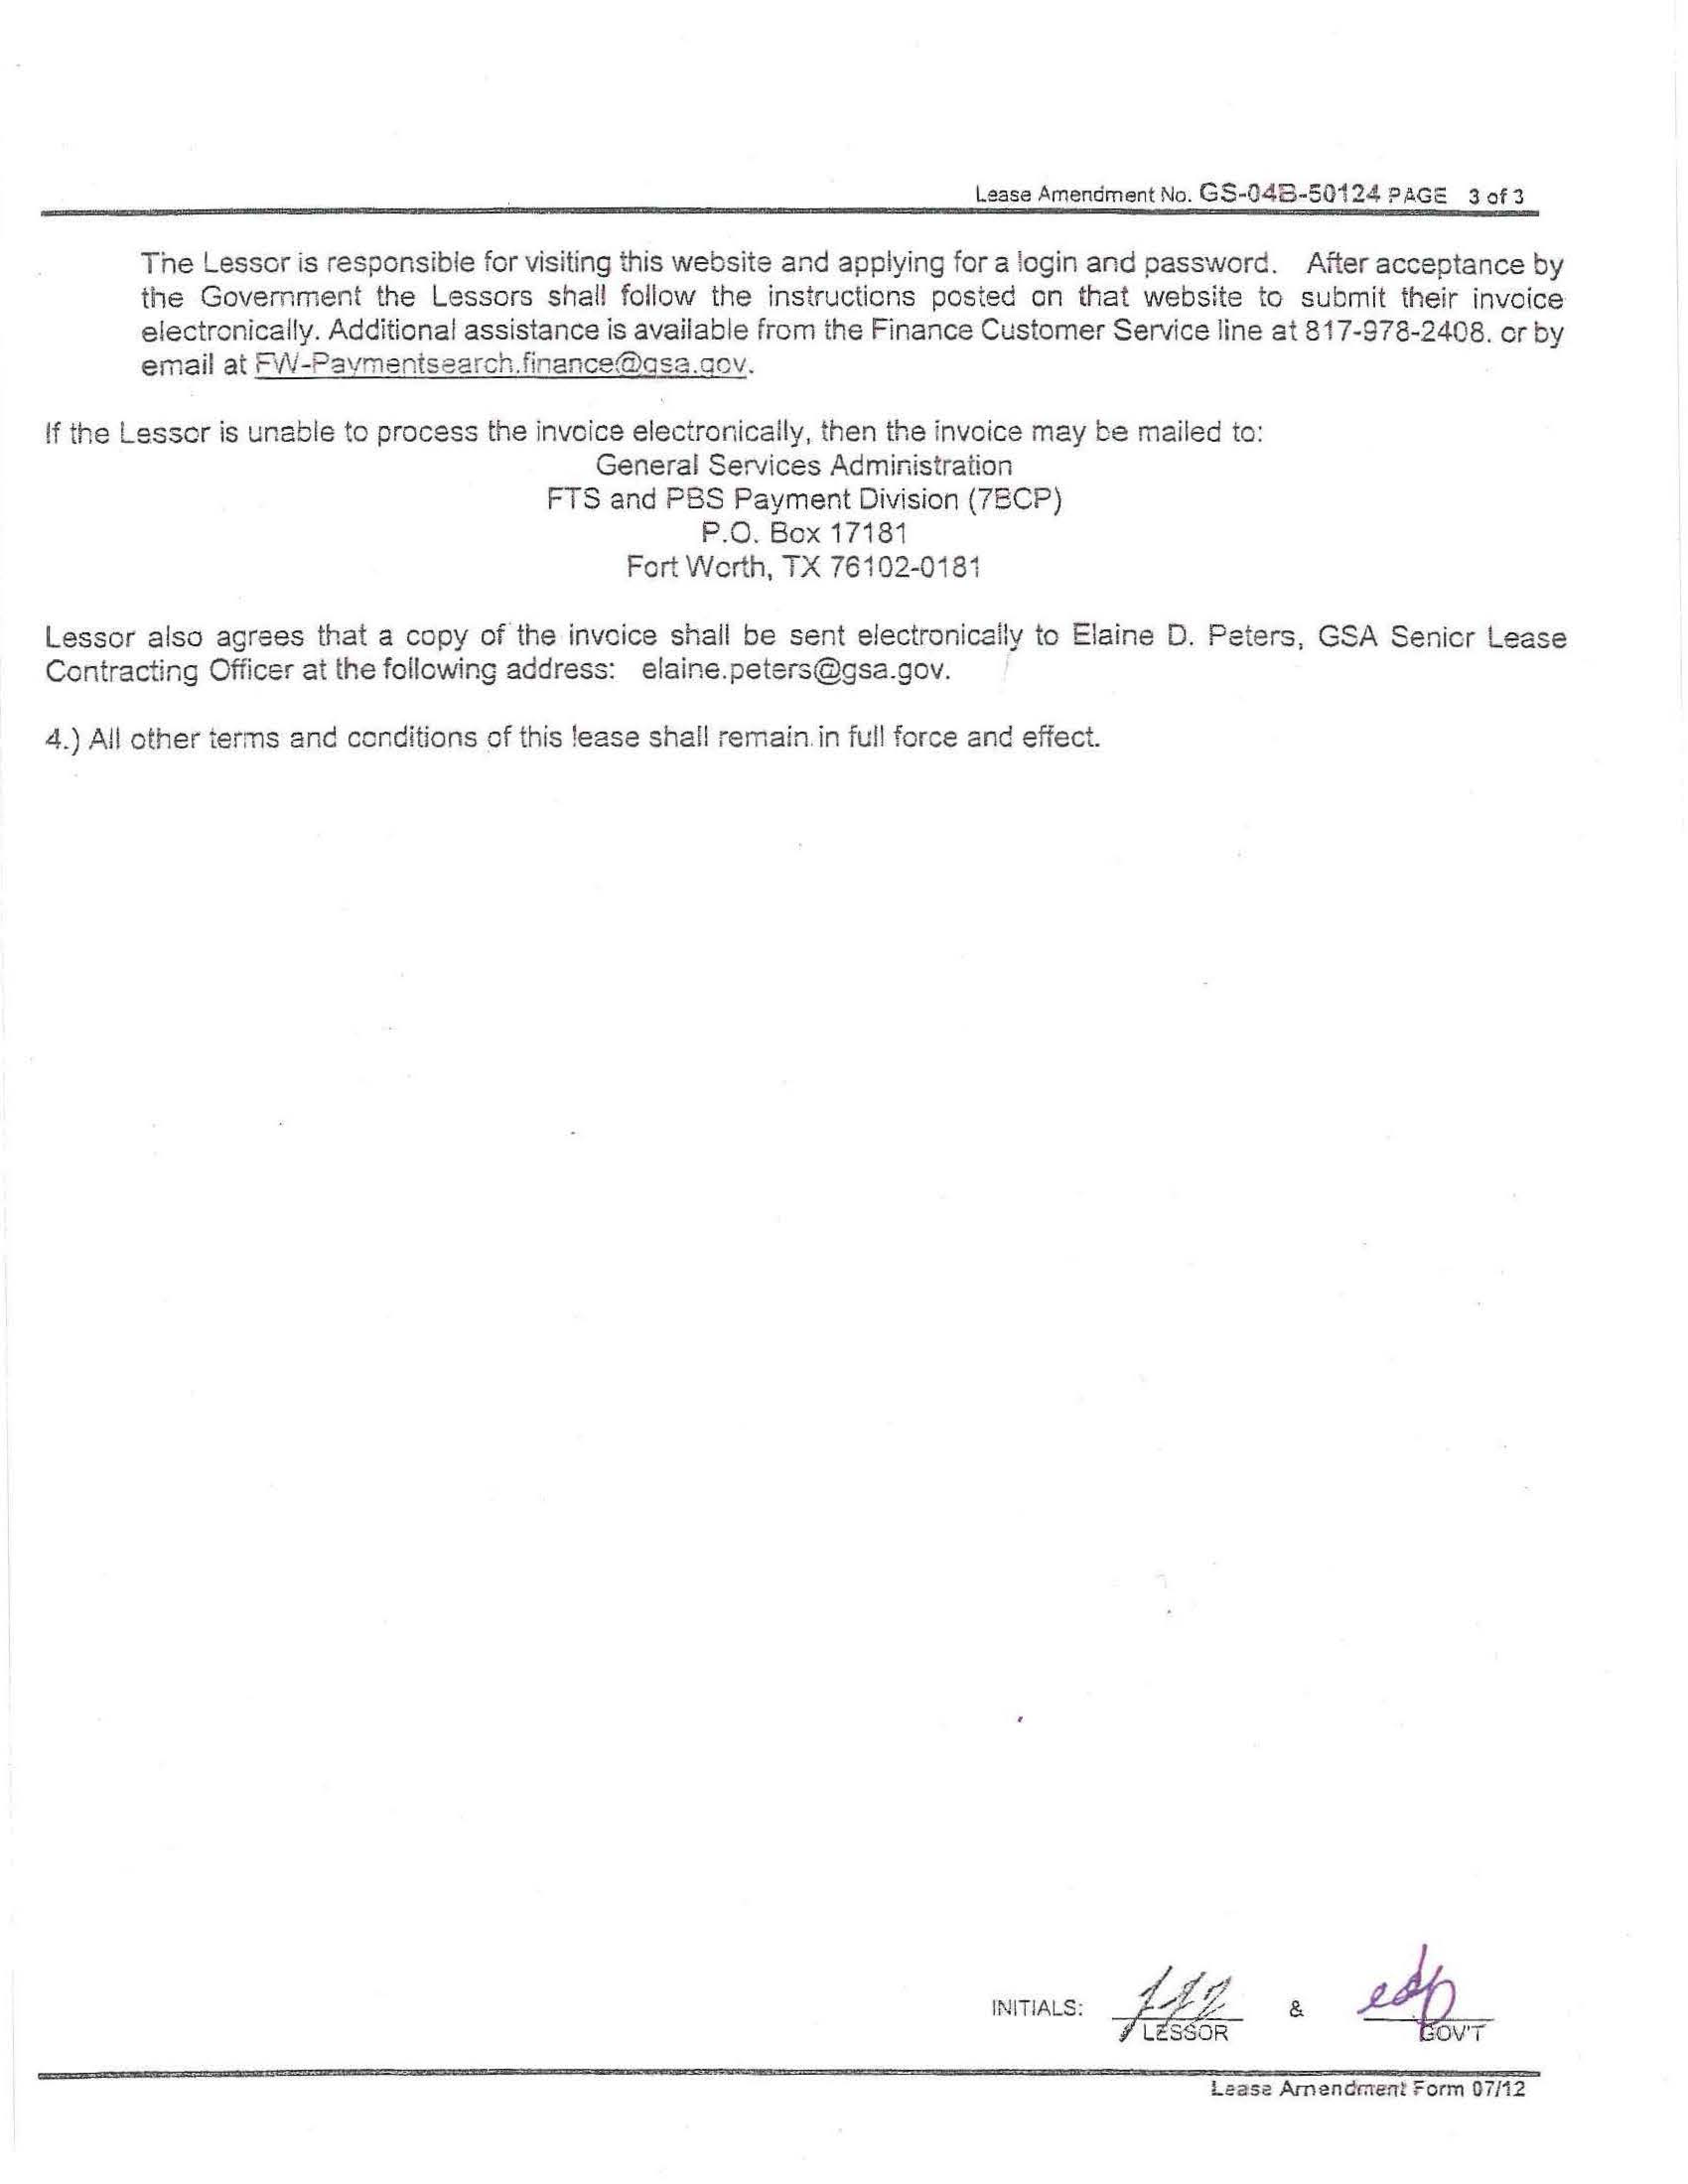 Lease Amendment No. GS-04B-50124 PAGE 3 of 3
The Lessor is responsible for visiting this website and applying for a login and password. After acceptance by
the Government the Lessors shall follow the instructions posted on that website to submit their invoice
electronically. Additional assistance is available from the Finance Customer Service line at 817-978-2408. or by
email at FW-Paymentsearch.finance@gsa.gov.
If the Lessor is unable to process the invoice electronically, then the invoice may be mailed to:
General Services Administration
FTS and PBS Payment Division (7BCP)
P.O. Box 17181
Fort Worth, TX 76102-0181
Lessor also agrees that a copy of the invoice shall be sent electronically to Elaine D. Peters, GSA Senior Lease
Contracting Officer at the following address: elaine.peters@gsa.gov.
4.) All other terms and conditions of this lease shall remain in full force and effect.
INITIALS: & edp
LESSOR GOV'T
Lease Amendment Form 07/12